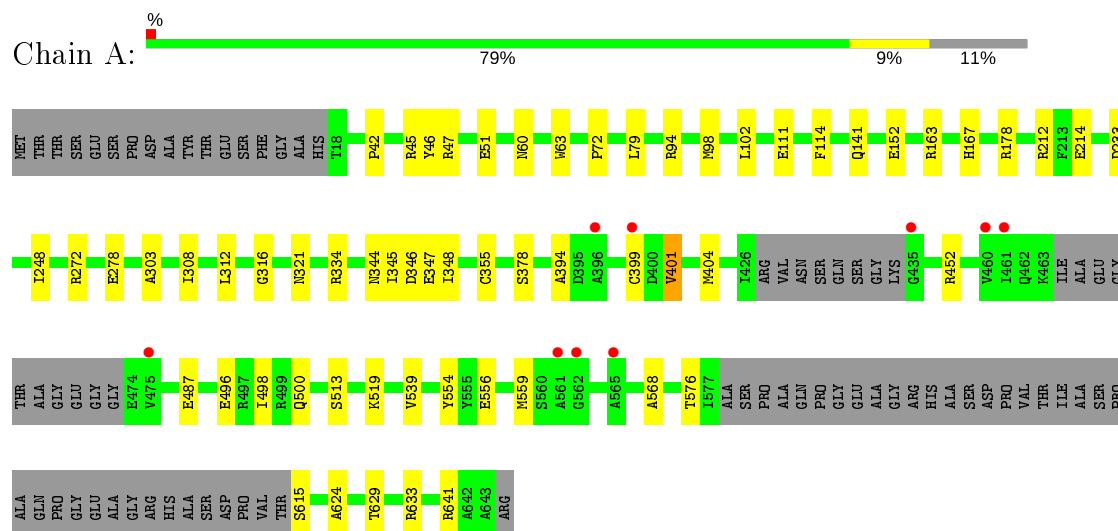 %
Chain A:
79% 9% 11%
MET THR THR SER GLU SER PRO ASP ALA TYR THR GLU SER PHE GLY ALA HIS T18 P42 R45 Y46 R47 E51 N60 W63 P72 L79 R94 M98 L102 E111 F114 Q141 E152 R163 H167 R178 R212 F213 E214
I248 R272 E278 A303 I308 L312 G316 N321 R334 N344 I345 D346 E347 I348 C355 S378 A394 D395 A396 C399 D400 V401 M404 I426 ARG VAL ASN SER GLN SER GLY LYS G435 R452 V460 I461 Q462 K463 ILE ALA GLU GLY
THR ALA GLY GLU GLY GLY E474 V475 E487 E496 R497 I498 R499 Q500 S513 K519 V539 Y554 Y555 E556 M559 S560 A561 G562 A565 A568 T576 I577 ALA SER PRO ALA GLN PRO GLY GLU ALA GLY ARG HIS ALA SER ASP PRO VAL THR ILE ALA SER PRO
ALA GLN PRO GLY GLU ALA GLY ARG HIS ALA SER ASP PRO VAL THR S615 A624 T629 R633 R641 A642 A643 ARG